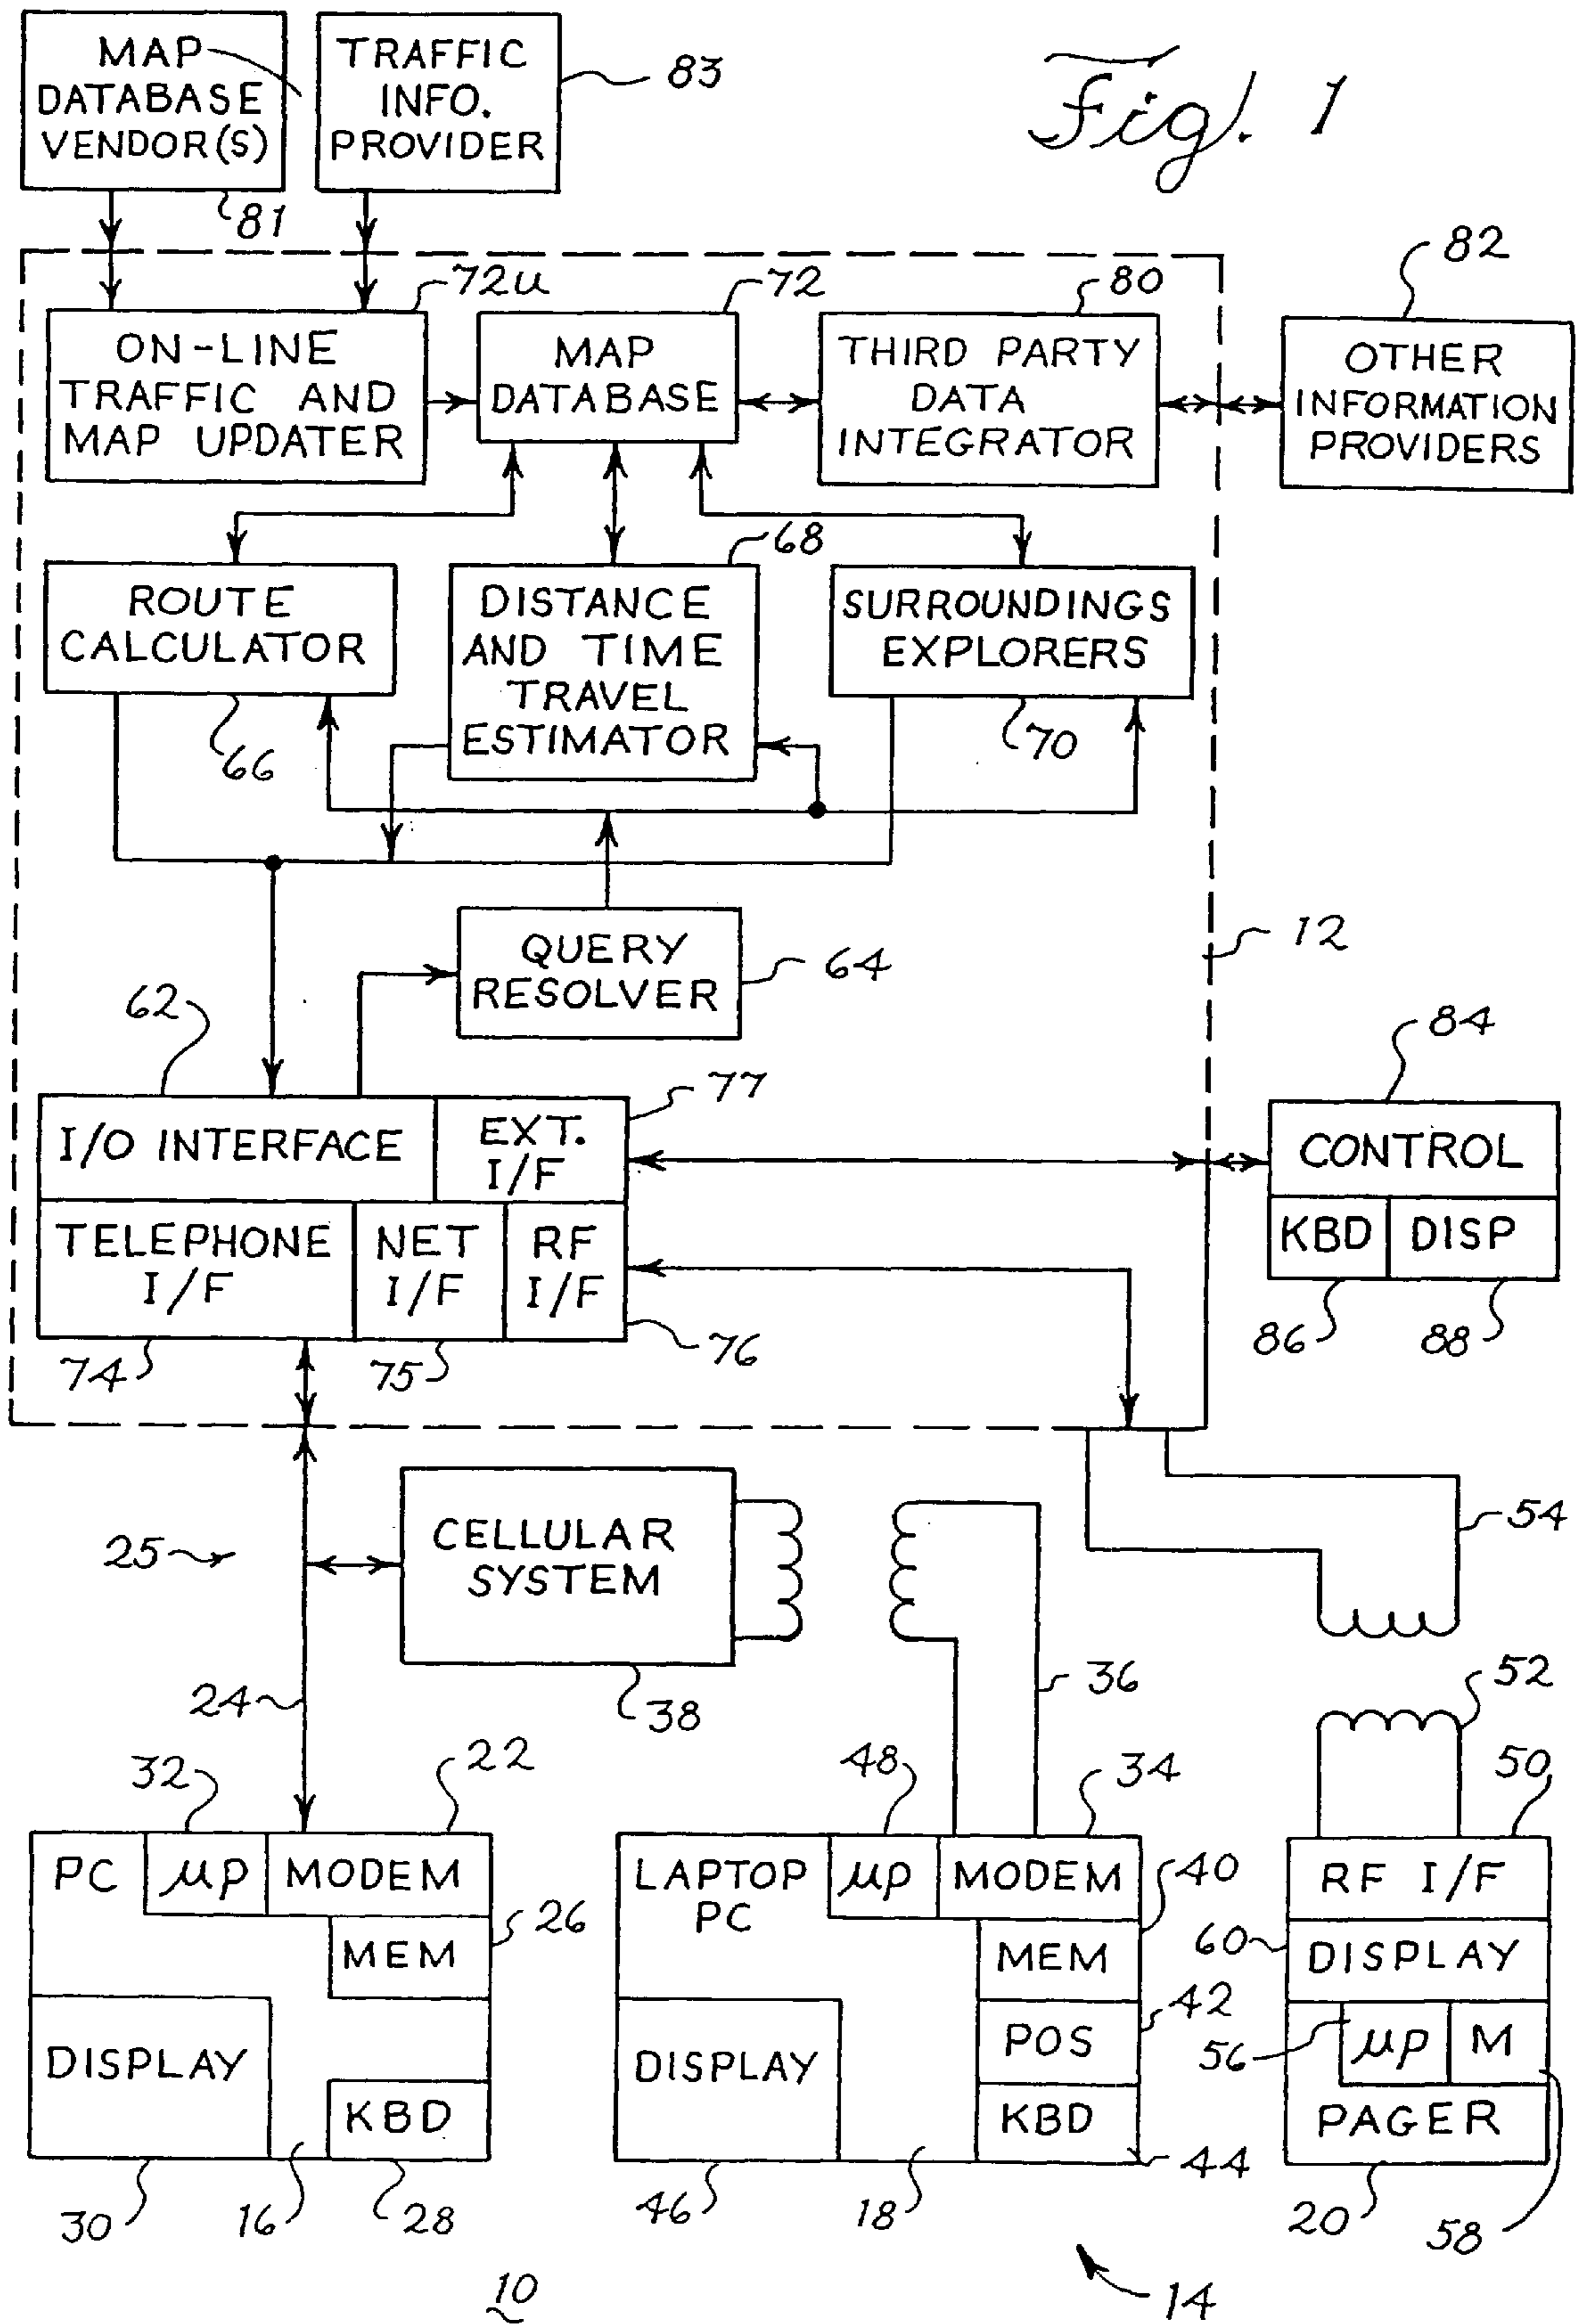 Fig. 1
MAP
DATABASE
VENDOR(S)
81
TRAFFIC
INFO.
PROVIDER
83
72u
ON-LINE
TRAFFIC AND
MAP UPDATER
72
MAP
DATABASE
80
THIRD PARTY
DATA
INTEGRATOR
82
OTHER
INFORMATION
PROVIDERS
ROUTE
CALCULATOR
66
68
DISTANCE
AND TIME
TRAVEL
ESTIMATOR
SURROUNDINGS
EXPLORERS
70
12
QUERY
RESOLVER
64
62
I/O INTERFACE
77
EXT.
I/F
TELEPHONE
I/F
74
NET
I/F
75
RF
I/F
76
84
CONTROL
KBD
DISP
86
88
25
CELLULAR
SYSTEM
38
24
36
54
52
32
22
PC
μP
MODEM
26
MEM
DISPLAY
KBD
30
16
28
48
34
LAPTOP
PC
μP
MODEM
40
MEM
42
POS
DISPLAY
KBD
44
46
18
50
RF I/F
60
DISPLAY
56
μP
M
PAGER
20
58
10
14